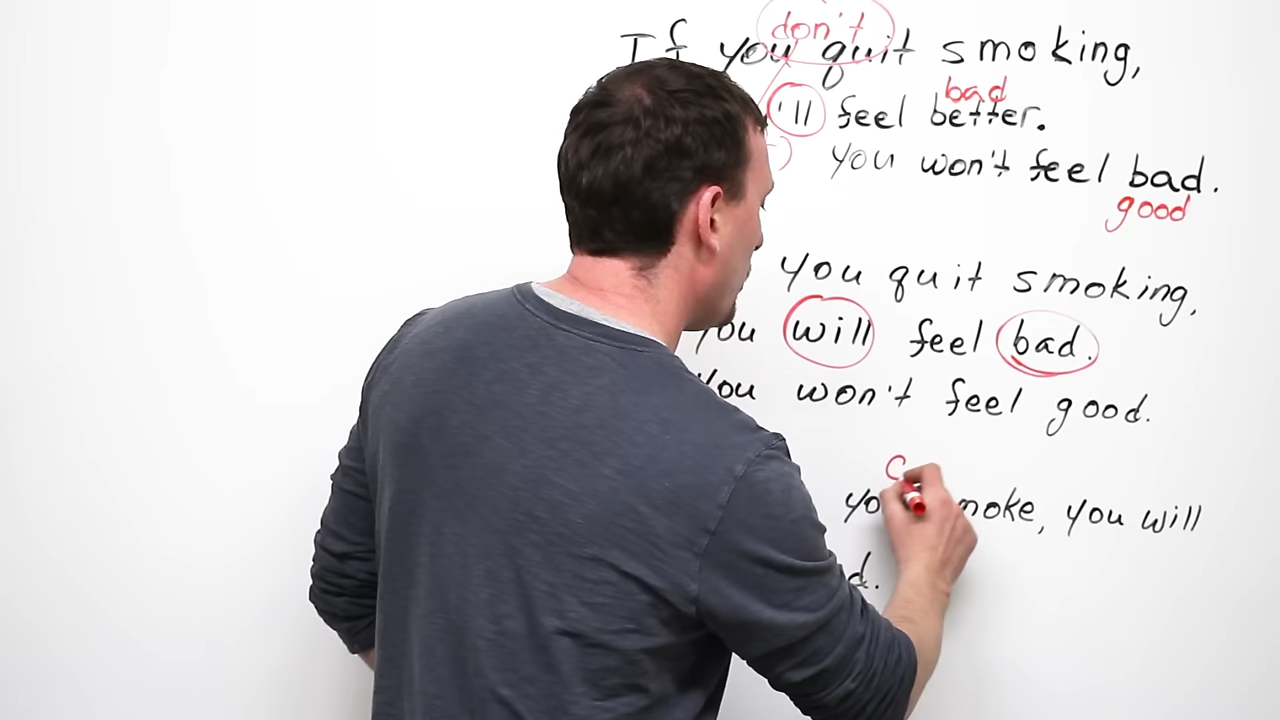 don't
If you quit smoking,
bad
'll feel better.
you won't feel bad.
good
you quit smoking,
you will feel bad.
you won't feel good.
you will